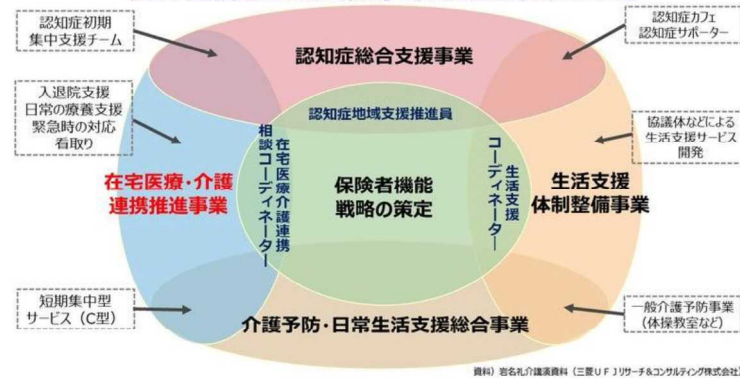 認知症初期
集中支援チーム
認知症総合支援事業
認知症カフェ
認知症サポーター
入退院支援
日常の療養支援
緊急時の対応
看取り
認知症地域支援推進員
協議体などによる
生活支援サービス
開発
在宅医療・介護
連携推進事業
在宅医療介護連携
相談コーディネーター
保険者機能
戦略の策定
生活支援
コーディネーター
生活支援
体制整備事業
短期集中型
サービス（C型）
介護予防・日常生活支援総合事業
一般介護予防事業
（体操教室など）
資料）岩名礼介講演資料（三菱UFJリサーチ&コンサルティング株式会社）